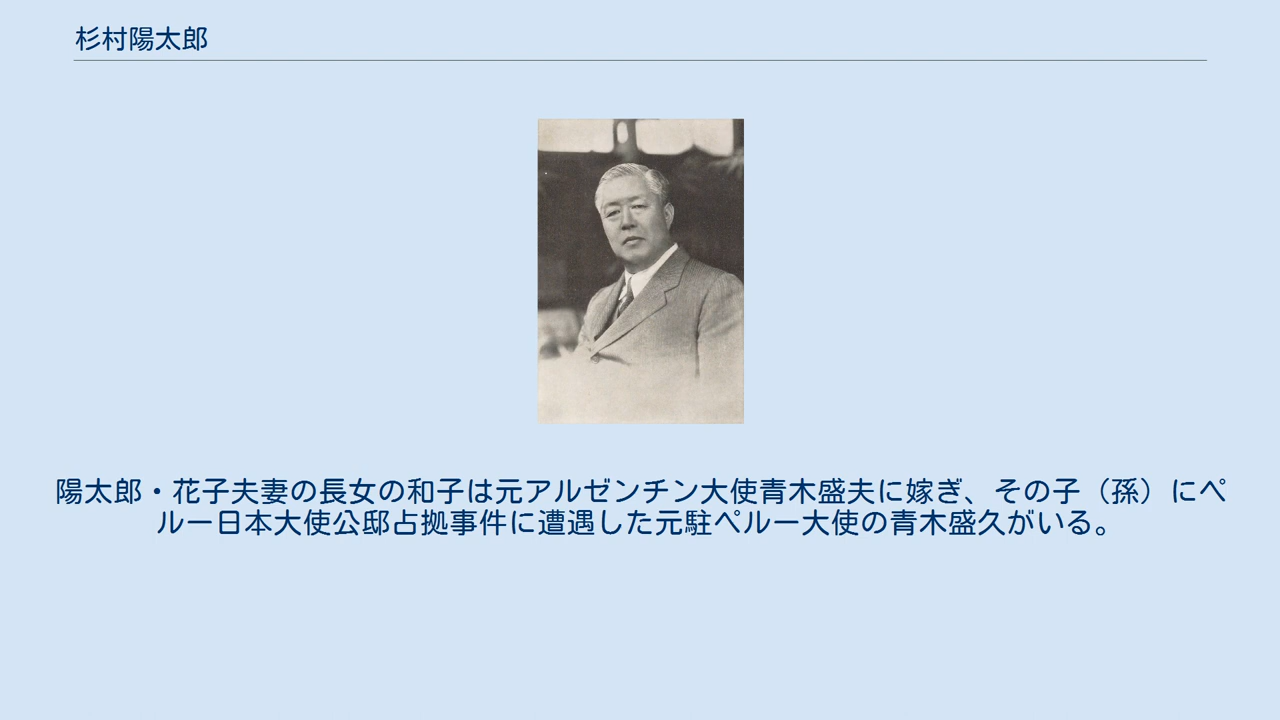 杉村陽太郎
陽太郎・花子夫妻の長女の和子は元アルゼンチン大使青木盛夫に嫁ぎ、その子（孫）にペ
ルー日本大使公邸占拠事件に遭遇した元駐ペルー大使の青木盛久がいる。